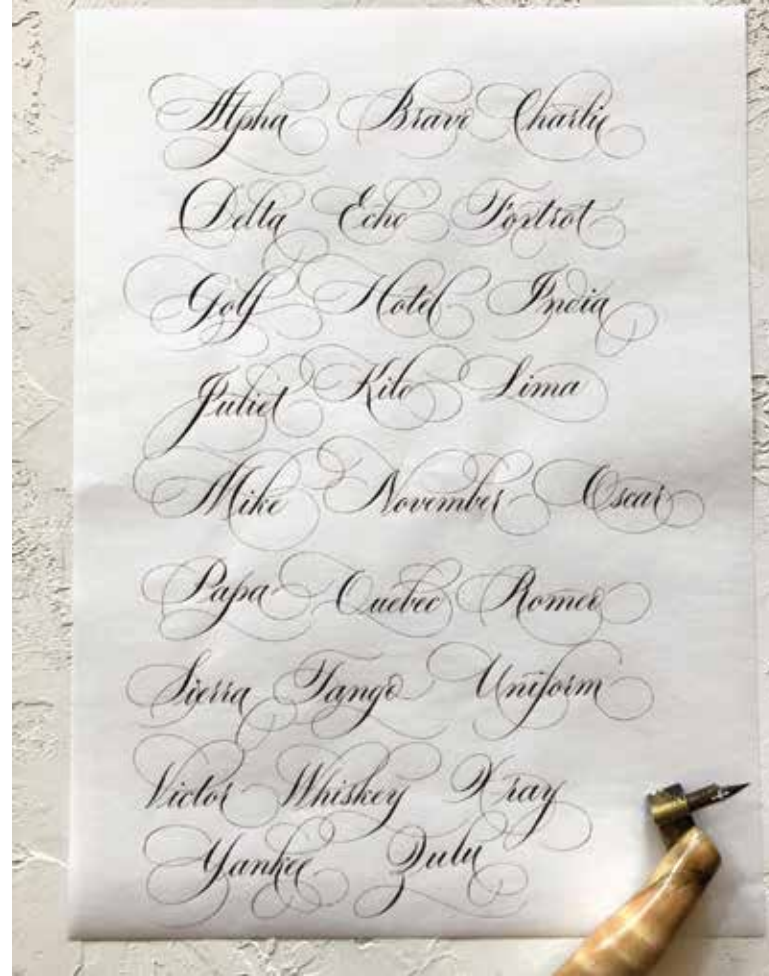 Alpha Bravo Charlie
Delta Echo Foxtrot
Golf Hotel India
Juliet Kilo Lima
Mike November Oscar
Papa Quebec Romeo
Sierra Tango Uniform
Victor Whiskey X ray
Yankee Zulu